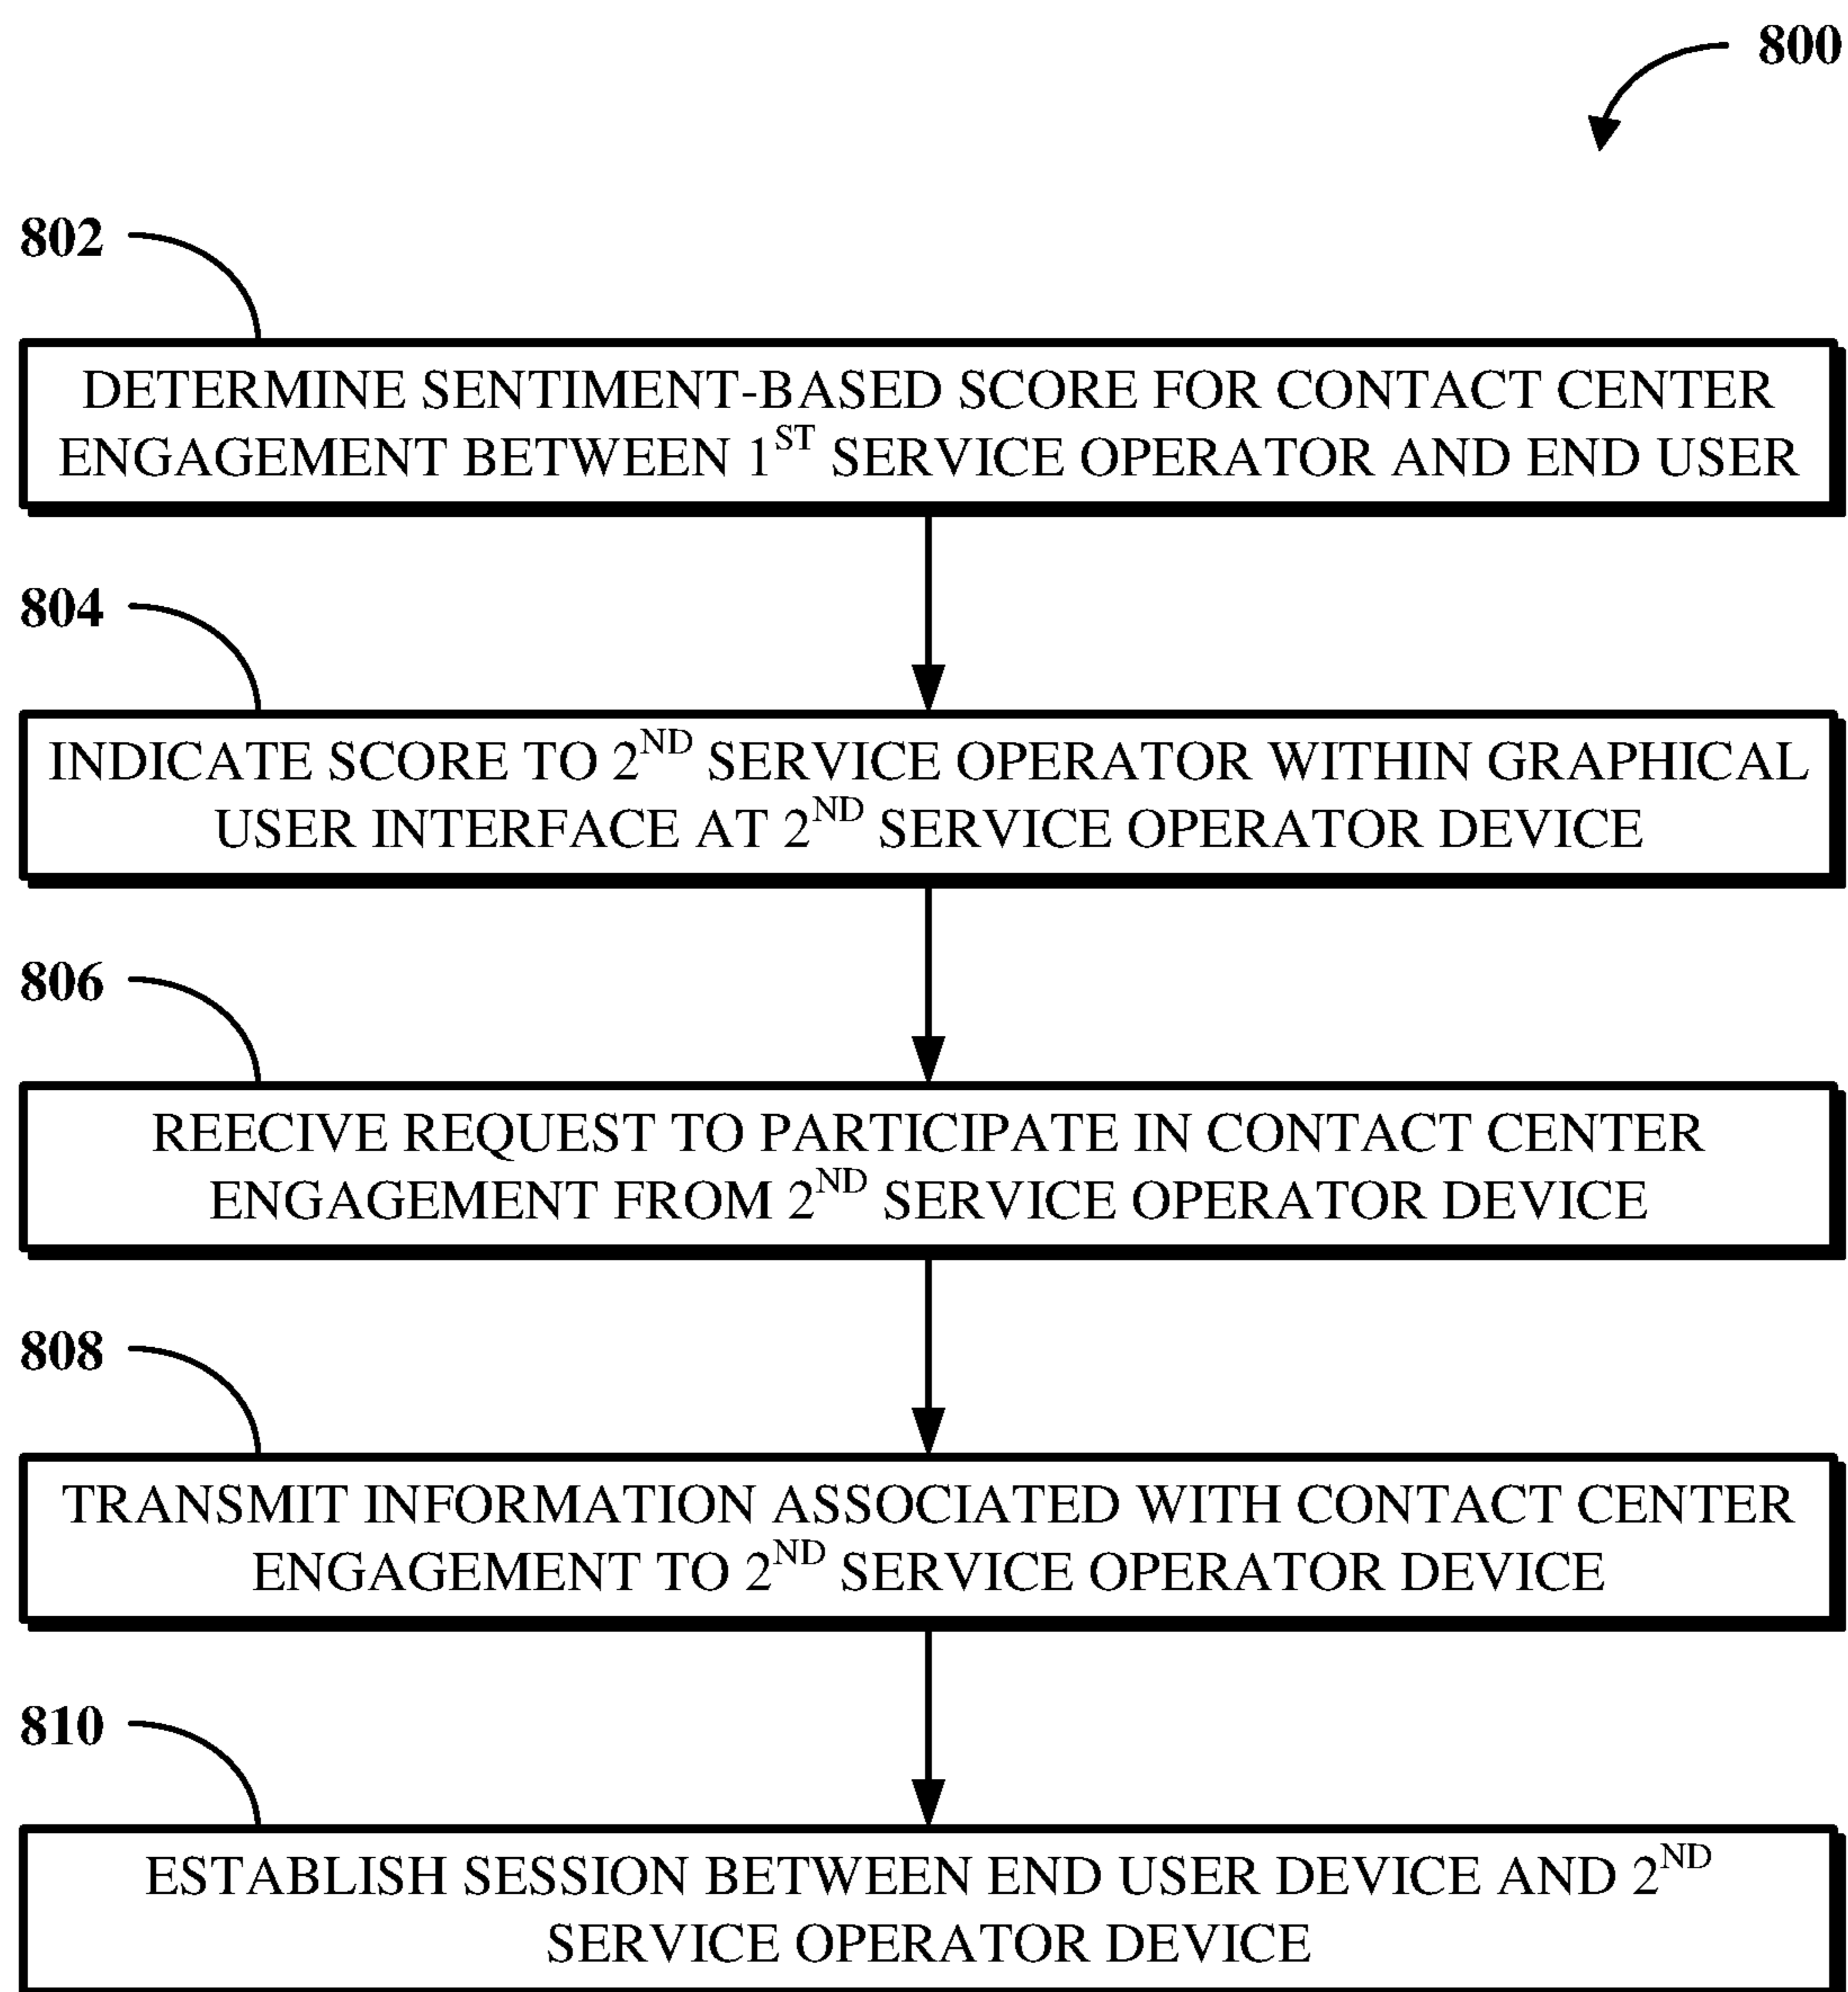 800
802
DETERMINE SENTIMENT-BASED SCORE FOR CONTACT CENTER
ENGAGEMENT BETWEEN 1ST SERVICE OPERATOR AND END USER
804
INDICATE SCORE TO 2ND SERVICE OPERATOR WITHIN GRAPHICAL
USER INTERFACE AT 2ND SERVICE OPERATOR DEVICE
806
REECIVE REQUEST TO PARTICIPATE IN CONTACT CENTER
ENGAGEMENT FROM 2ND SERVICE OPERATOR DEVICE
808
TRANSMIT INFORMATION ASSOCIATED WITH CONTACT CENTER
ENGAGEMENT TO 2ND SERVICE OPERATOR DEVICE
810
ESTABLISH SESSION BETWEEN END USER DEVICE AND 2ND
SERVICE OPERATOR DEVICE